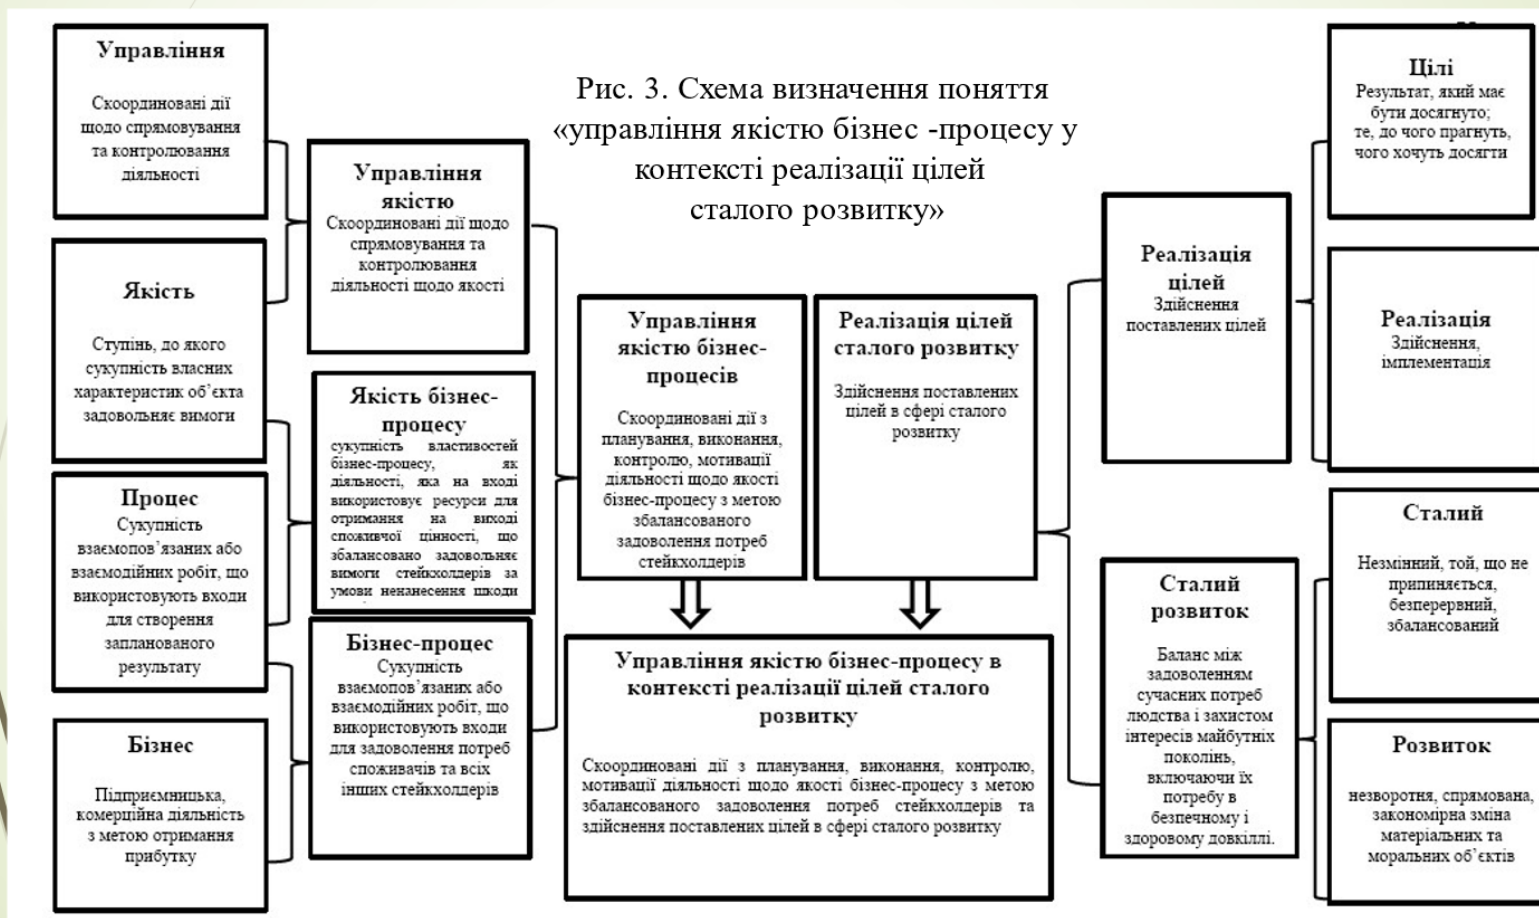 Рис. 3. Схема визначення поняття
«управління якістю бізнес -процесу у
контексті реалізації цілей
сталого розвитку»
Управління
Скоординовані дії
щодо спрямовування
та контролювання
діяльності
Якість
Ступінь, до якого
сукупність власних
характеристик об’єкта
задовольняє вимоги
Процес
Сукупність
взаємопов’язаних або
взаємодійних робіт, що
використовують входи
для створення
запланованого
результату
Бізнес
Підприємницька,
комерційна діяльність
з метою отримання
прибутку
Управління
якістю
Скоординовані дії щодо
спрямовування та
контролювання
діяльності щодо якості
Якість бізнес-
процесу
сукупність властивостей
бізнес-процесу, як
діяльності, яка на вході
використовує ресурси для
отримання на виході
споживчої цінності, що
збалансовано задовольняє
вимоги стейкхолдерів за
умови ненанесення шкоди
Бізнес-процес
Сукупність
взаємопов’язаних або
взаємодійних робіт, що
використовують входи
для задоволення потреб
споживачів та всіх
інших стейкхолдерів
Управління
якістю бізнес-
процесів
Скоординовані дії з
планування, виконання,
контролю, мотивації
діяльності щодо якості
бізнес-процесу з метою
збалансованого
задоволення потреб
стейкхолдерів
Реалізація цілей
сталого розвитку
Здійснення поставлених
цілей в сфері сталого
розвитку
Управління якістю бізнес-процесу в
контексті реалізації цілей сталого
розвитку
Скоординовані дії з планування, виконання, контролю,
мотивації діяльності щодо якості бізнес-процесу з метою
збалансованого задоволення потреб стейкхолдерів та
здійснення поставлених цілей в сфері сталого розвитку
Реалізація
цілей
Здійснення
поставлених цілей
Сталий
розвиток
Баланс між
задоволенням
сучасних потреб
людства і захистом
інтересів майбутніх
поколінь,
включаючи їх
потребу в
безпечному і
здоровому довкіллі.
Цілі
Результат, який має
бути досягнуто;
те, до чого прагнуть,
чого хочуть досягти
Реалізація
Здійснення,
імплементація
Сталий
Незмінний, той, що не
припиняється,
безперервний,
збалансований
Розвиток
незворотня, спрямована,
закономірна зміна
матеріальних та
моральних об’єктів